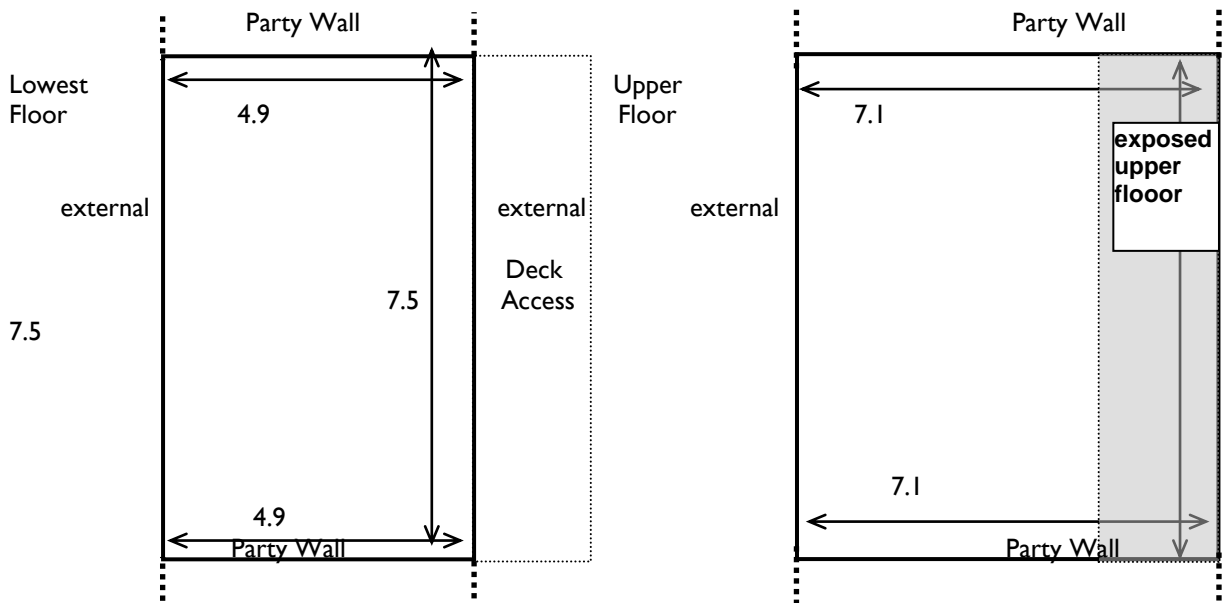 Party Wall
Lowest
Floor
4.9
external
external
7.5
Deck
Access
7.5
4.9
Party Wall
Party Wall
Upper
Floor
7.1
exposed
upper
flooor
external
7.1
Party Wall